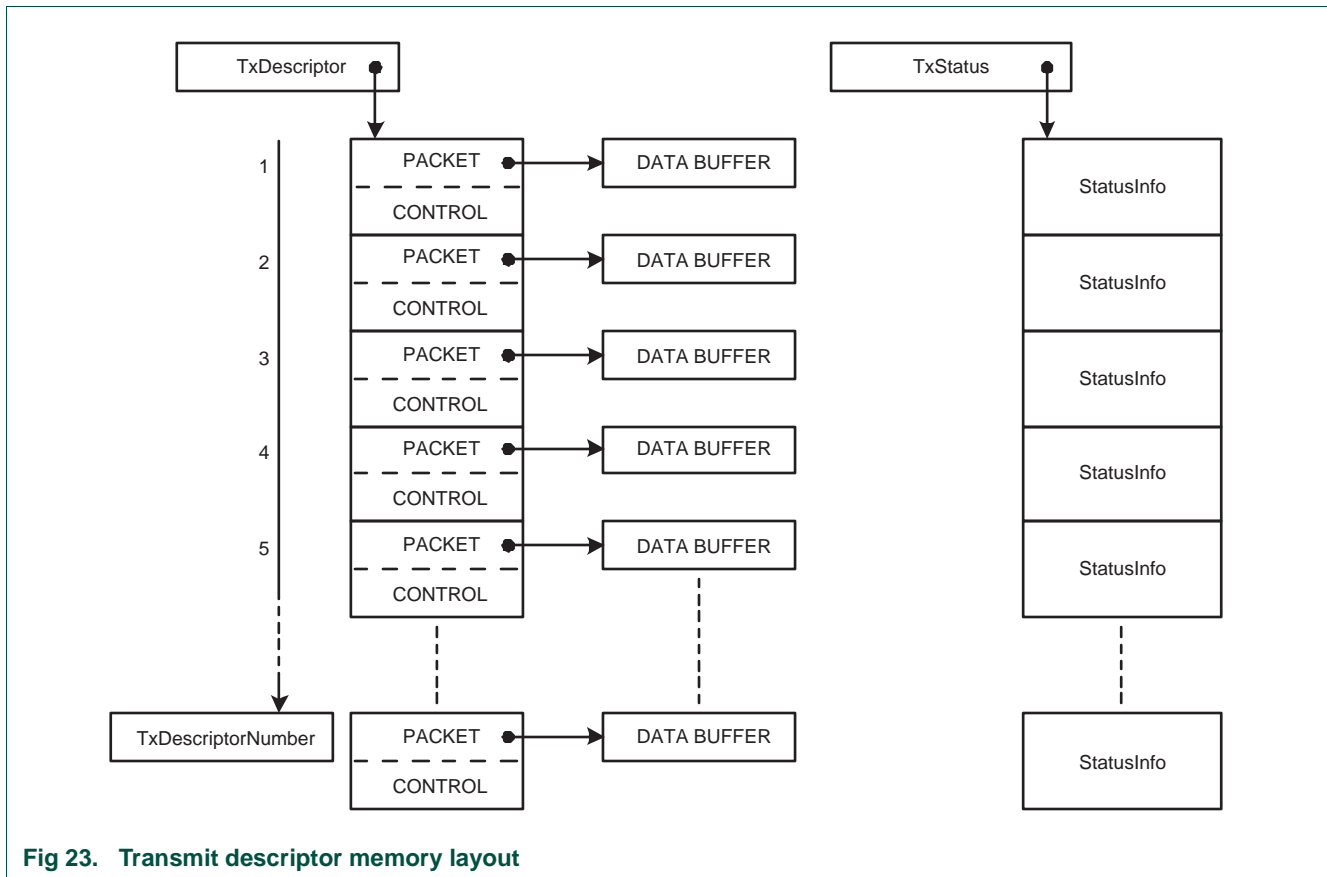 TxDescriptor
TxStatus
1
PACKET
DATA BUFFER
CONTROL
StatusInfo
2
PACKET
DATA BUFFER
CONTROL
StatusInfo
3
PACKET
DATA BUFFER
CONTROL
StatusInfo
4
PACKET
DATA BUFFER
CONTROL
StatusInfo
5
PACKET
DATA BUFFER
CONTROL
StatusInfo
TxDescriptorNumber
PACKET
DATA BUFFER
CONTROL
StatusInfo
Fig 23. Transmit descriptor memory layout